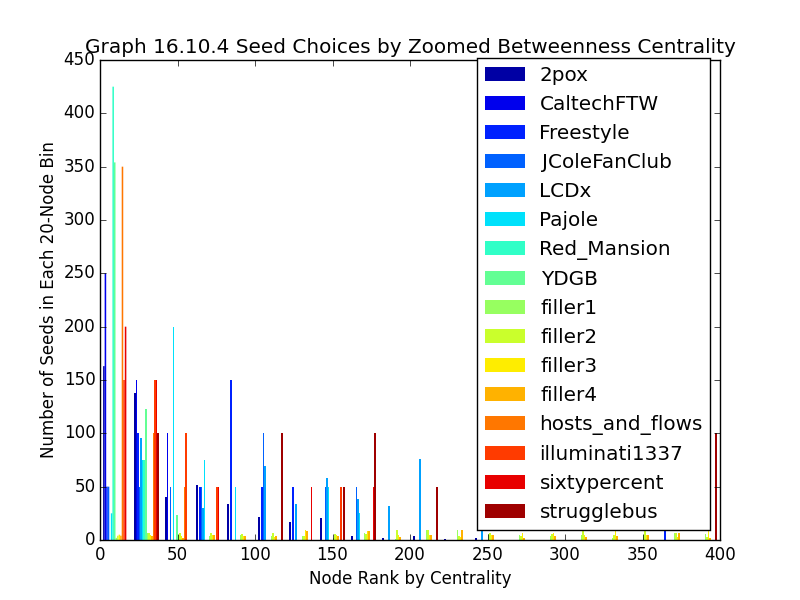 Graph 16.10.4 Seed Choices by Zoomed Betweenness Centrality
Number of Seeds in Each 20-Node Bin
450
400
350
300
250
200
150
100
50
0
0 50 100 150 200 250 300 350 400
Node Rank by Centrality
2pox
CaltechFTW
Freestyle
JColeFanClub
LCDx
Pajole
Red_Mansion
YDGB
filler1
filler2
filler3
filler4
hosts_and_flows
illuminati1337
sixtypercent
strugglebus